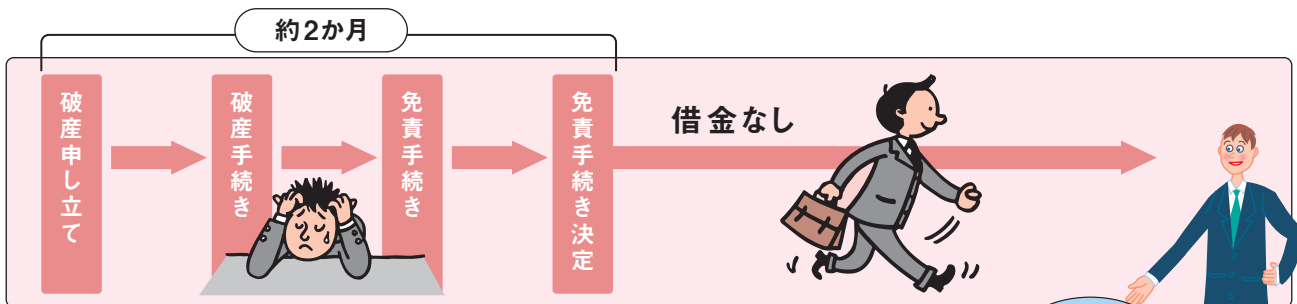 約2か月
破産申し立て
破産手続き
免責手続き
免責手続き決定
借金なし